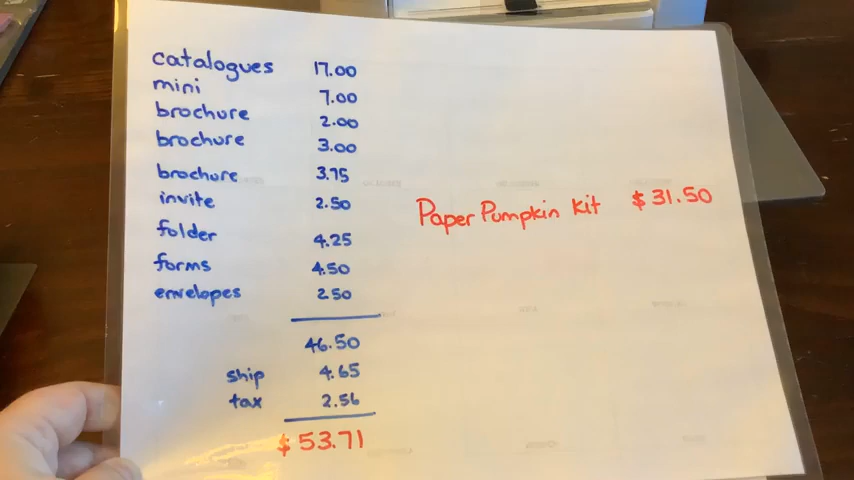 catalogues 17.00
mini 7.00
brochure 2.00
brochure 3.00
brochure 3.75
invite 2.50
folder 4.25
forms 4.50
envelopes 2.50
46.50
ship 4.65
tax 2.56
$53.71
Paper Pumpkin Kit $31.50